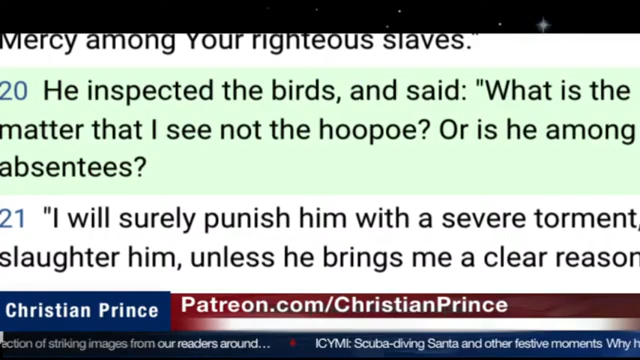 Mercy among Your righteous slaves."
20 He inspected the birds, and said: "What is the
matter that I see not the hoopoe? Or is he among
absentees?
21 "I will surely punish him with a severe torment,
slaughter him, unless he brings me a clear reason
Christian Prince
Patreon.com/ChristianPrince
ection of striking images from our readers around... ICYMI: Scuba-diving Santa and other festive moments Why h